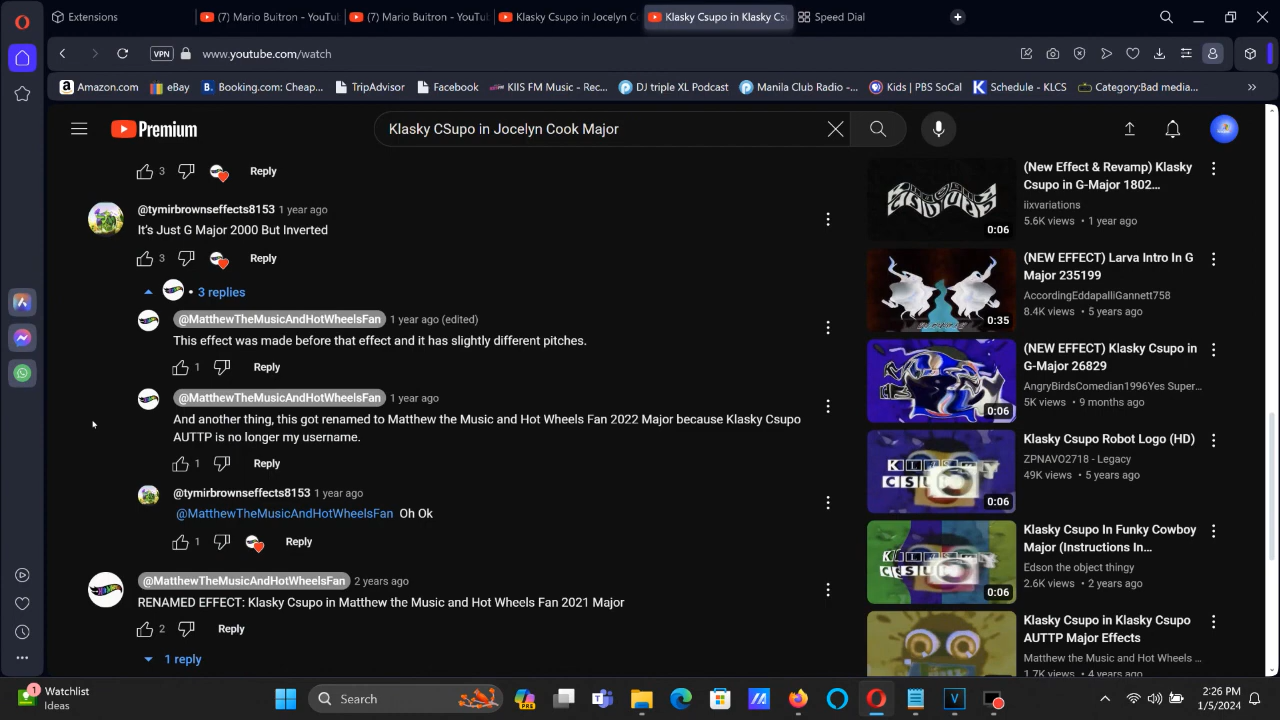 Extensions
(7) Mario Buitron - YouTu
(7) Mario Buitron - YouTu
Klasky Csupo in Jocelyn Co
Klasky Csupo in Klasky Cs
Speed Dial
VPN
www.youtube.com/watch
Amazon.com
eBay
Booking.com: Cheap...
TripAdvisor
Facebook
KIIS FM Music - Rec...
DJ triple XL Podcast
Manila Club Radio -...
Kids | PBS SoCal
Schedule - KLCS
Category:Bad media...
Premium
Klasky CSupo in Jocelyn Cook Major
3
Reply
@tymirbrownseffects8153 1 year ago
It's Just G Major 2000 But Inverted
3
Reply
3 replies
@MatthewTheMusicAndHotWheelsFan 1 year ago (edited)
This effect was made before that effect and it has slightly different pitches.
1
Reply
@MatthewTheMusicAndHotWheelsFan 1 year ago
And another thing, this got renamed to Matthew the Music and Hot Wheels Fan 2022 Major because Klasky Csupo
AUTTP is no longer my username.
1
Reply
@tymirbrownseffects8153 1 year ago
@MatthewTheMusicAndHotWheelsFan Oh Ok
1
Reply
@MatthewTheMusicAndHotWheelsFan 2 years ago
RENAMED EFFECT: Klasky Csupo in Matthew the Music and Hot Wheels Fan 2021 Major
2
Reply
1 reply
0:06
(New Effect & Revamp) Klasky
Csupo in G-Major 1802...
iixvariations
5.6K views • 1 year ago
0:35
(NEW EFFECT) Larva Intro In G
Major 235199
AccordingEddapalliGannett758
8.4K views • 5 years ago
0:06
(NEW EFFECT) Klasky Csupo in
G-Major 26829
AngryBirdsComedian1996Yes Super...
5K views • 9 months ago
KLASKY
CSUPO
0:06
Klasky Csupo Robot Logo (HD)
ZPNAVO2718 - Legacy
49K views • 5 years ago
KLASKY
CSUPO
0:06
Klasky Csupo In Funky Cowboy
Major (Instructions In...
Edson the object thingy
2.6K views • 2 years ago
Klasky Csupo in Klasky Csupo
AUTTP Major Effects
Matthew the Music and Hot Wheels ...
1.7K views • 2 years ago
1
Watchlist
Ideas
Search
PRE
2:26 PM
1/5/2024